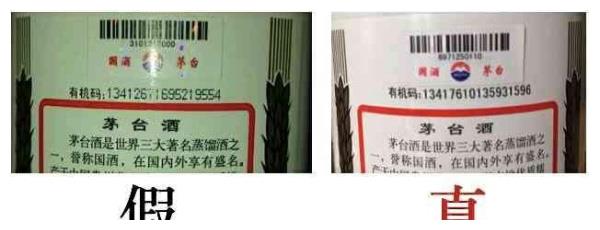 国酒 茅台
有机码:13412671695219554
茅台酒
茅台酒是世界三大著名蒸馏酒之
一,誉称国酒,在国内外享有盛名。
假
6971250110
国酒 茅台
有机码:13417610135931596
茅台酒
茅台酒是世界三大著名蒸馏酒之
一,誉称国酒,在国内外享有盛名。
真